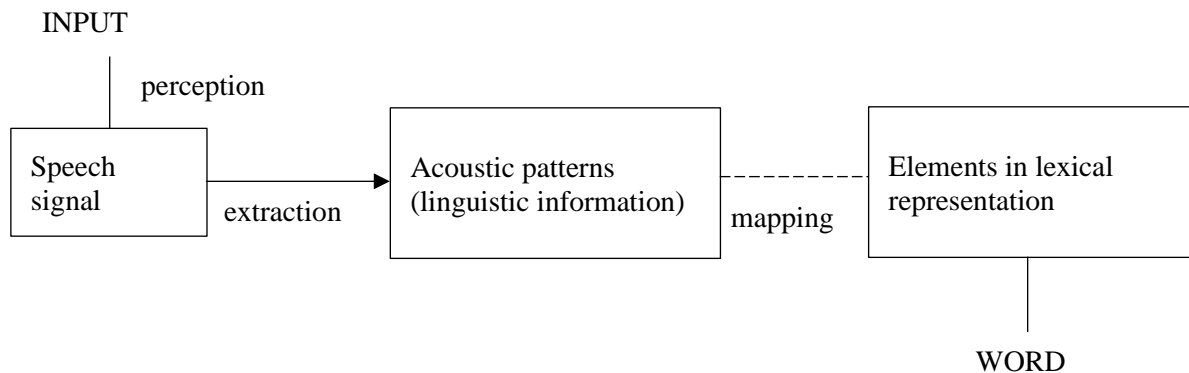 INPUT
perception
Speech
signal
extraction
Acoustic patterns
(linguistic information)
mapping
Elements in lexical
representation
WORD